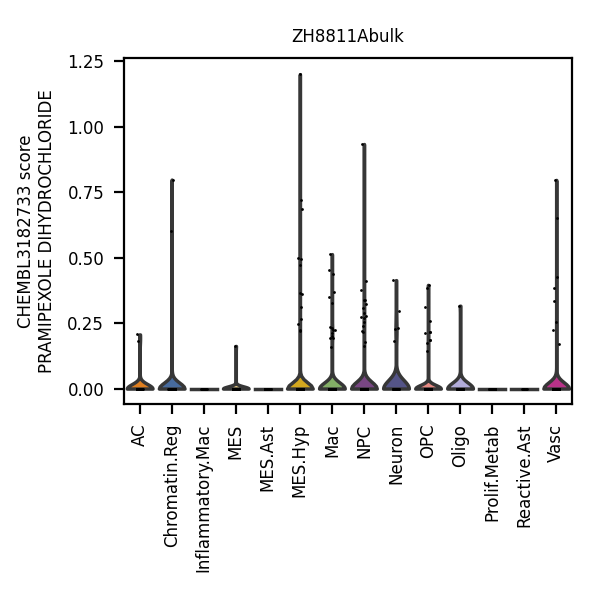 ZH8811Abulk
CHEMBL3182733 score
PRAMIPEXOLE DIHYDROCHLORIDE
1.25
1.00
0.75
0.50
0.25
0.00
AC
Chromatin.Reg
Inflammatory.Mac
MES
MES.Ast
MES.Hyp
Mac
NPC
Neuron
OPC
Oligo
Prolif.Metab
Reactive.Ast
Vasc